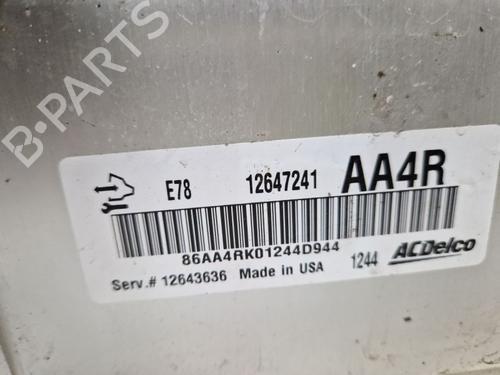 B-PARTS
E78 12647241 AA4R
86AA4RK01244D944
Serv.# 12643636 Made in USA 1244 ACDelco